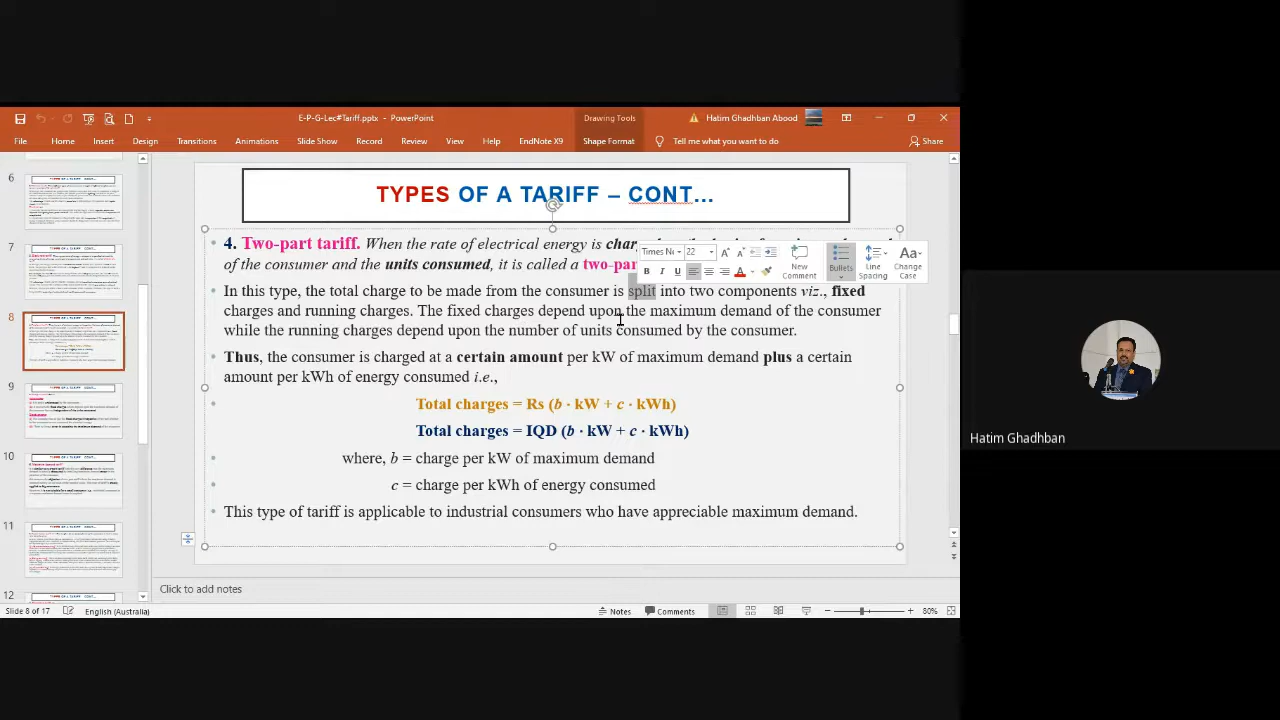 E-P-G-Lec#Tariff.pptx - PowerPoint
Drawing Tools
Hatim Ghadhban Abood
File Home Insert Design Transitions Animations Slide Show Record Review View Help EndNote X9 Shape Format Tell me what you want to do Share
6
7
8
9
10
11
12
TYPES OF A TARIFF – CONT…
4. Two-part tariff. When the rate of electrical energy is
of the consumer and the units consumed, it is called a two-par
Times Ne 22
B I U A
New Comment
Bullets
Line Spacing
Aa
Change Case
In this type, the total charge to be made from the consumer is split into two components viz., fixed
charges and running charges. The fixed charges depend upon the maximum demand of the consumer
while the running charges depend upon the number of units consumed by the consumer.
Thus, the consumer is charged at a certain amount per kW of maximum demand plus a certain
amount per kWh of energy consumed i.e.,
Total charges = Rs (b · kW + c · kWh)
Total charges = IQD (b · kW + c · kWh)
where, b = charge per kW of maximum demand
c = charge per kWh of energy consumed
This type of tariff is applicable to industrial consumers who have appreciable maximum demand.
Click to add notes
Slide 8 of 17 English (Australia) Notes Comments 80%
Hatim Ghadhban